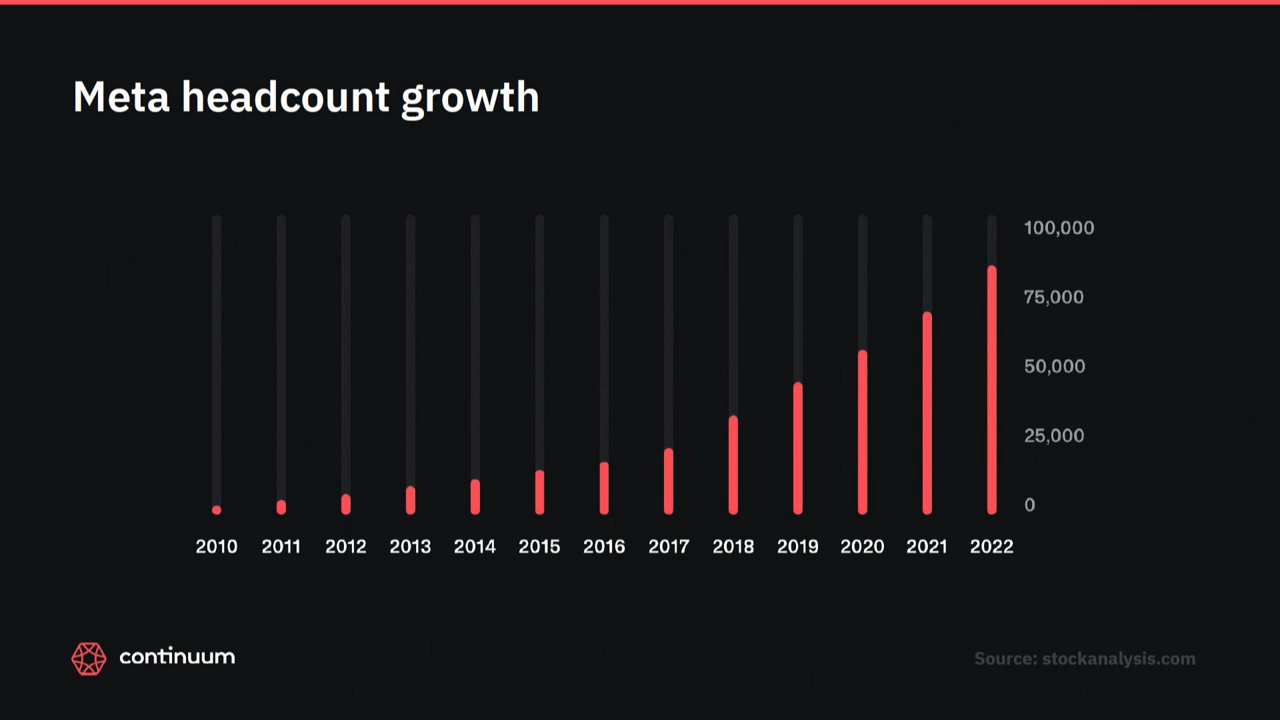 Meta headcount growth
100,000
75,000
50,000
25,000
0
2010 2011 2012 2013 2014 2015 2016 2017 2018 2019 2020 2021 2022
continuum
Source: stockanalysis.com